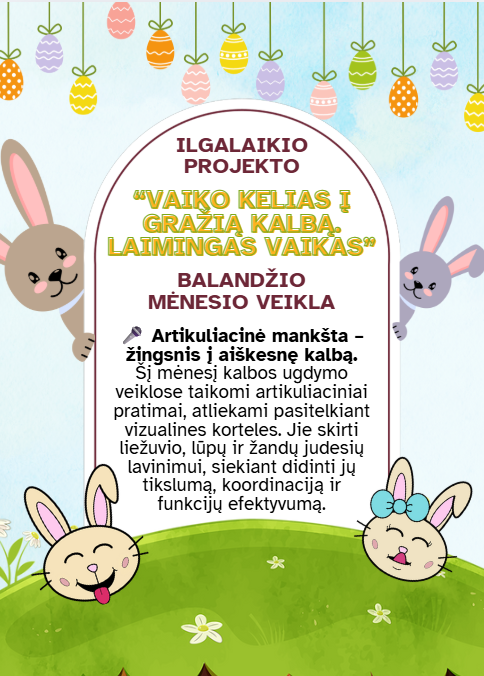 ILGALAIKIO
PROJEKTO
“VAIKO KELIAS Į
GRAŽIĄ KALBĄ.
LAIMINGAS VAIKAS”
BALANDŽIO
MĖNESIO VEIKLA
🎤 Artikuliacinė mankšta –
žingsnis į aiškesnę kalbą.
Šį mėnesį kalbos ugdymo
veiklose taikomi artikuliaciniai
pratimai, atliekami pasitelkiant
vizualines korteles. Jie skirti
liežuvio, lūpų ir žandų judesių
lavinimui, siekiant didinti jų
tikslumą, koordinaciją ir
funkcijų efektyvumą.